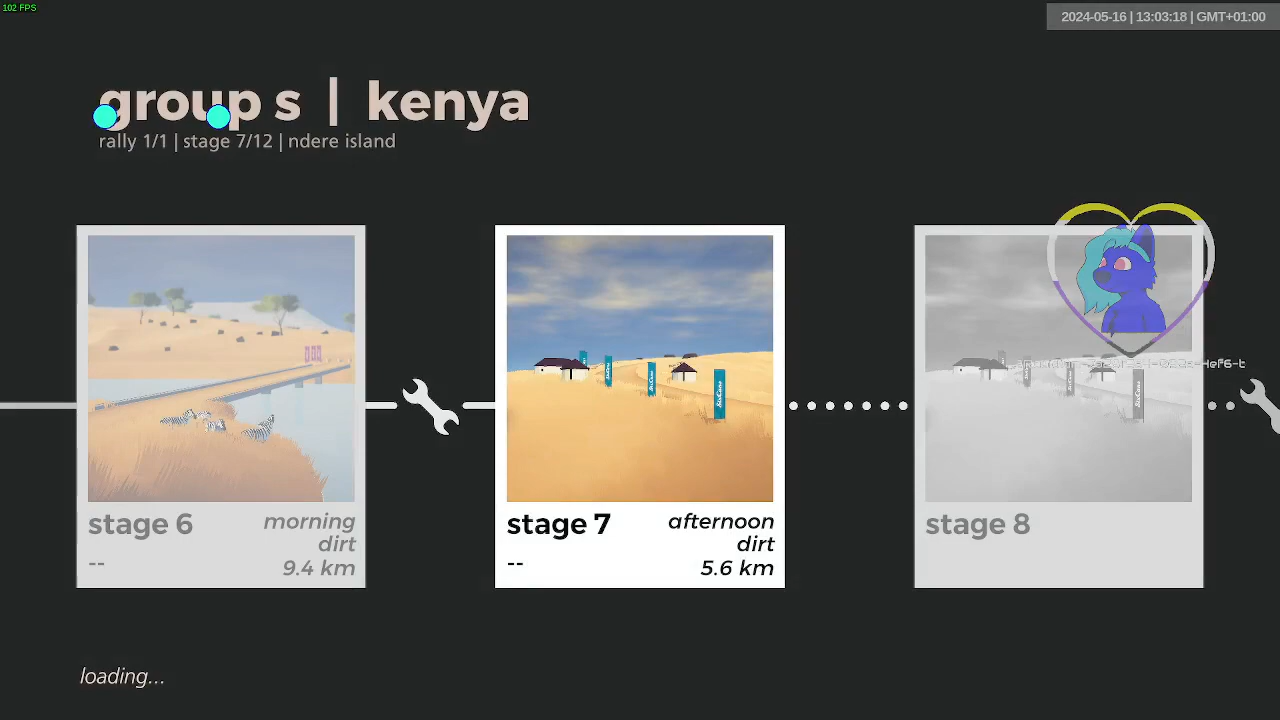 102 FPS
2024-05-16 | 13:03:18 | GMT+01:00
group s | kenya
rally 1/1 | stage 7/12 | ndere island
stage 6
morning
dirt
--
9.4 km
stage 7
afternoon
dirt
--
5.6 km
stage 8
loading...